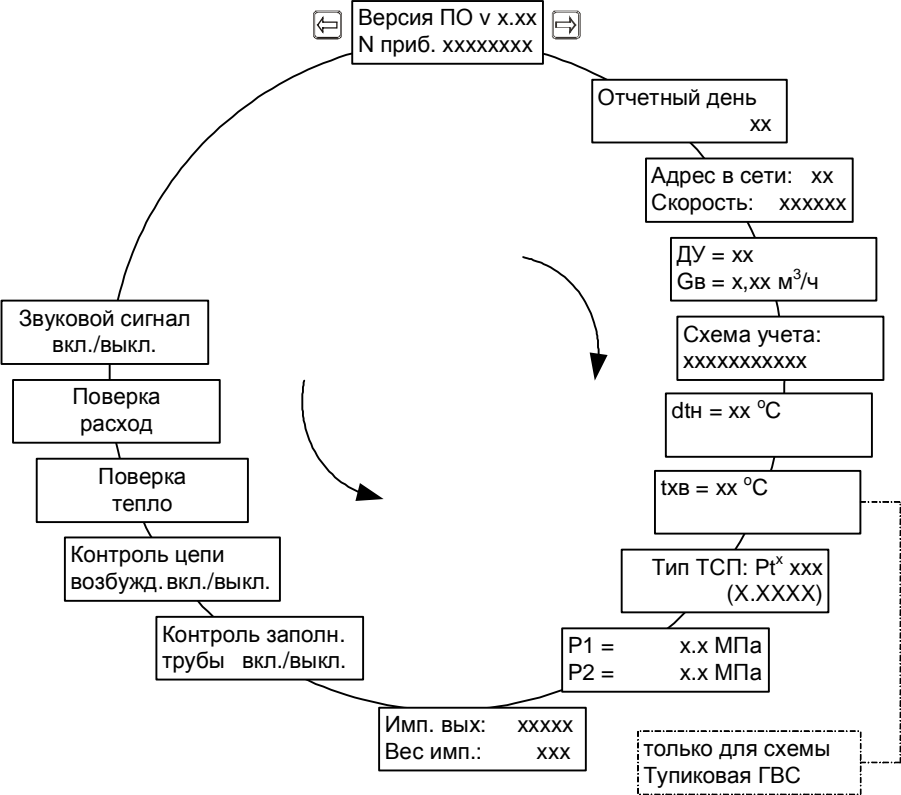 Версия ПО v x.xx
N приб. xxxxxxxx
Отчетный день
xx
Адрес в сети: xx
Скорость: xxxxxx
ДУ = xx
Gв = x,xx м³/ч
Схема учета:
xxxxxxxxxxx
dtн = xx °C
tхв = xx °C
Тип ТСП: Ptˣ xxx
(X.XXXX)
P1 = x.x МПа
P2 = x.x МПа
Имп. вых: xxxxx
Вес имп.: xxx
Контроль заполн.
трубы вкл./выкл.
Контроль цепи
возбужд. вкл./выкл.
Поверка
тепло
Поверка
расход
Звуковой сигнал
вкл./выкл.
только для схемы
Тупиковая ГВС